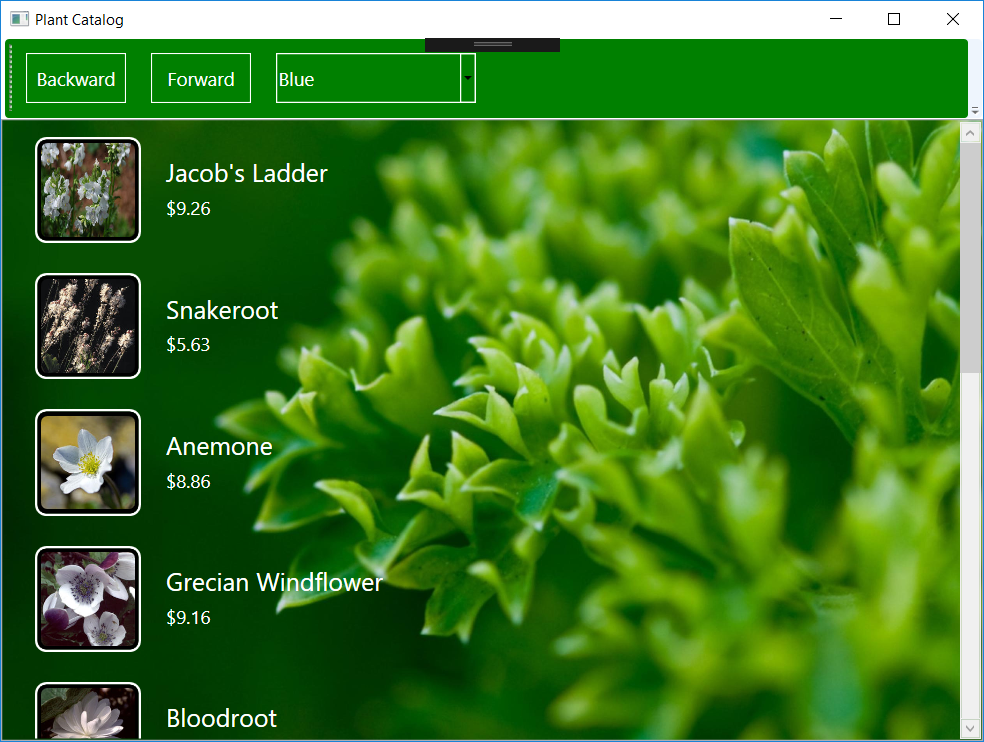 Plant Catalog
Backward Forward Blue
Jacob's Ladder
$9.26
Snakeroot
$5.63
Anemone
$8.86
Grecian Windflower
$9.16
Bloodroot